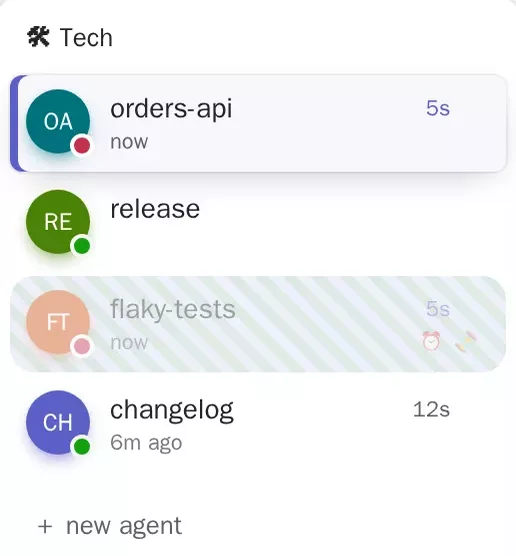 🛠 Tech
OA orders-api 5s
now
RE release
FT flaky-tests 5s
now
CH changelog 12s
6m ago
+ new agent